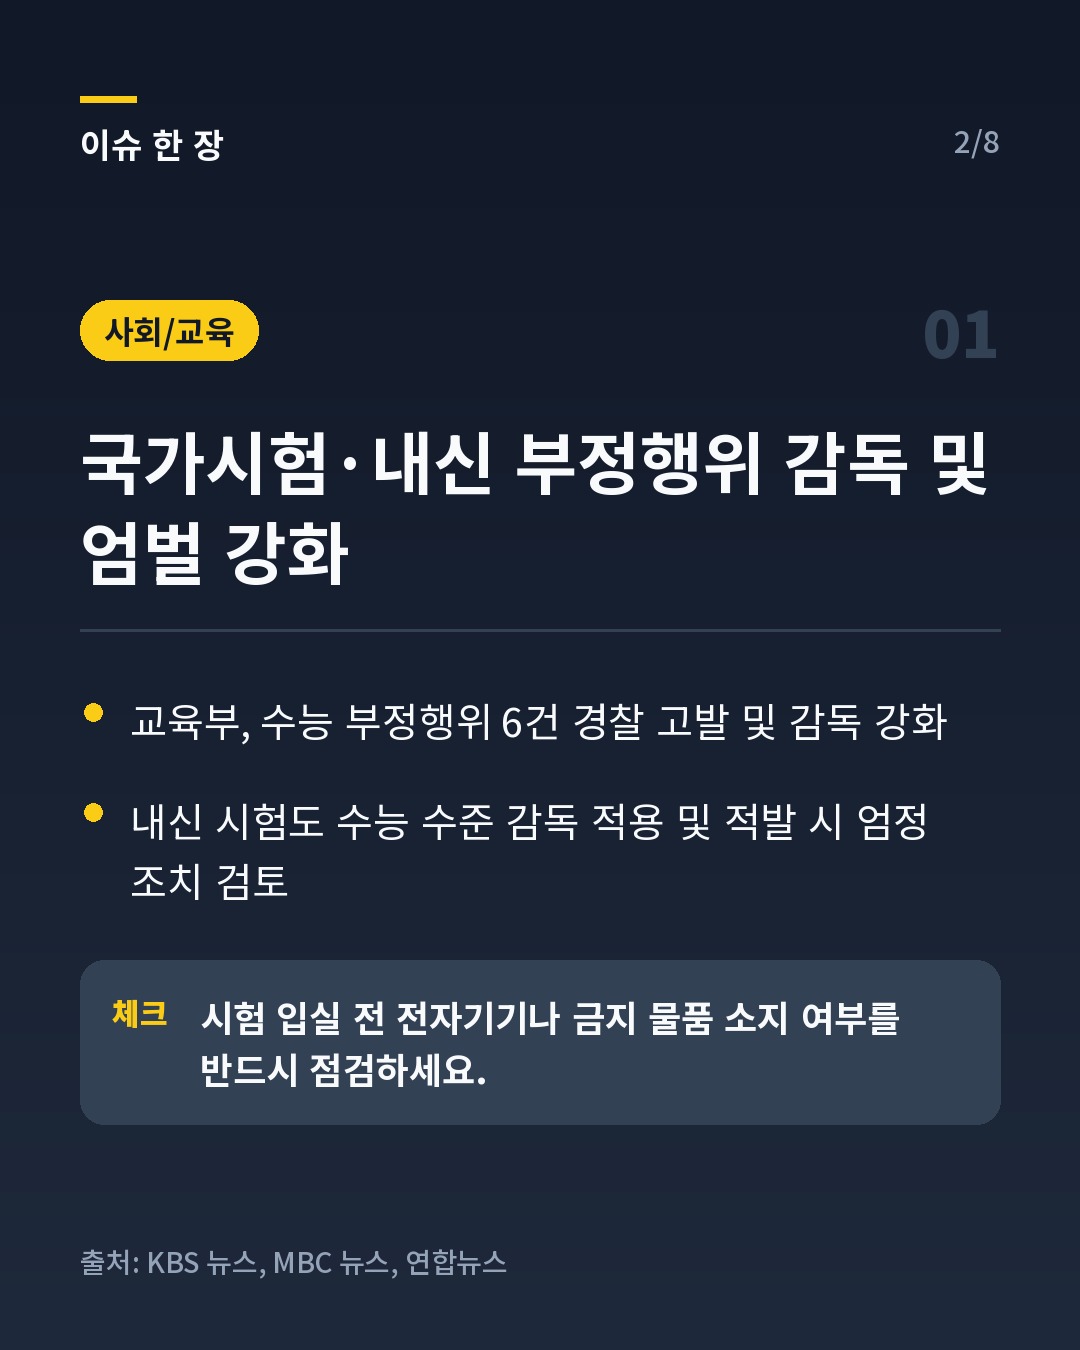 이슈 한 장
2/8
사회/교육
01
국가시험·내신 부정행위 감독 및
엄벌 강화
교육부, 수능 부정행위 6건 경찰 고발 및 감독 강화
내신 시험도 수능 수준 감독 적용 및 적발 시 엄정
조치 검토
체크
시험 입실 전 전자기기나 금지 물품 소지 여부를
반드시 점검하세요.
출처: KBS 뉴스, MBC 뉴스, 연합뉴스